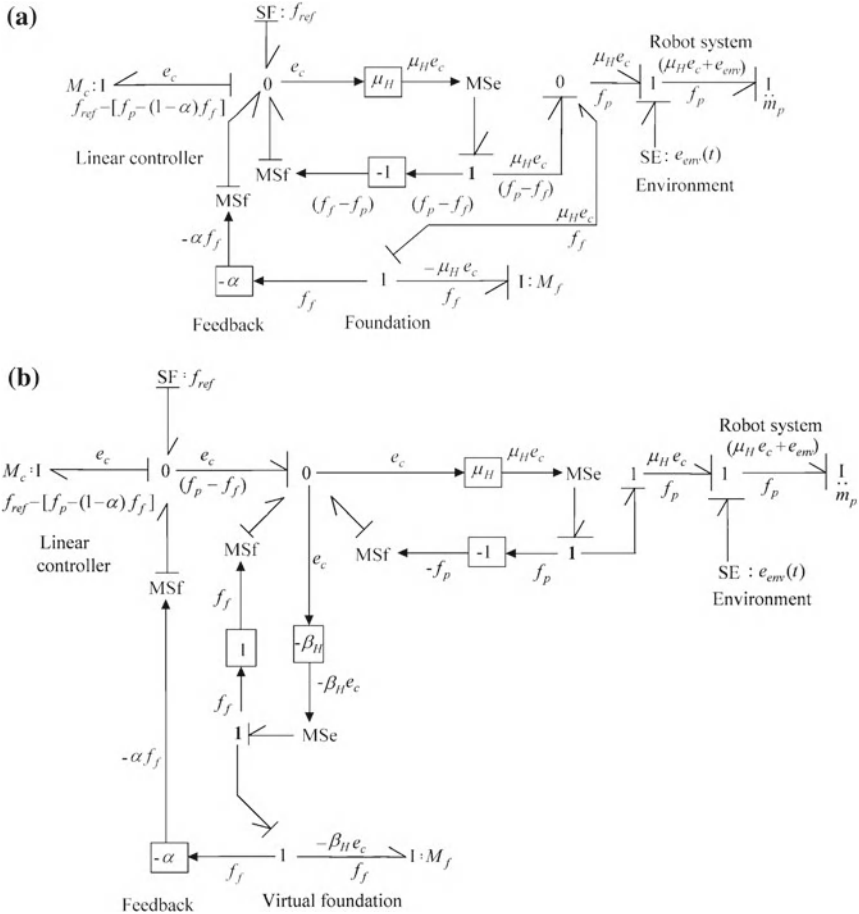 (a)
SF: f_ref
Robot system
M_c: I e_c 0 e_c μ_H μ_H e_c MSe 0 μ_H e_c 1 (μ_H e_c + e_env) I
f_ref−[f_p−(1−α)f_f] f_p f_p m̈_p
Linear controller MSf -1 1 μ_H e_c SE: e_env(t)
MSf (f_f−f_p) (f_p−f_f) (f_p−f_f) Environment
-αf_f μ_H e_c
f_f
-α f_f 1 −μ_H e_c I: M_f
f_f
Feedback Foundation
(b)
SF: f_ref
Robot system
M_c: I e_c 0 e_c 0 e_c μ_H μ_H e_c MSe 1 μ_H e_c 1 (μ_H e_c + e_env) I
f_ref−[f_p−(1−α)f_f] (f_p−f_f) f_p f_p m̈_p
Linear controller MSf MSf -1 1
MSf e_c -f_p f_p SE: e_env(t)
f_f Environment
1 -β_H
f_f -β_H e_c
1 MSe
-αf_f
-α f_f 1 −β_H e_c I: M_f
f_f
Feedback Virtual foundation